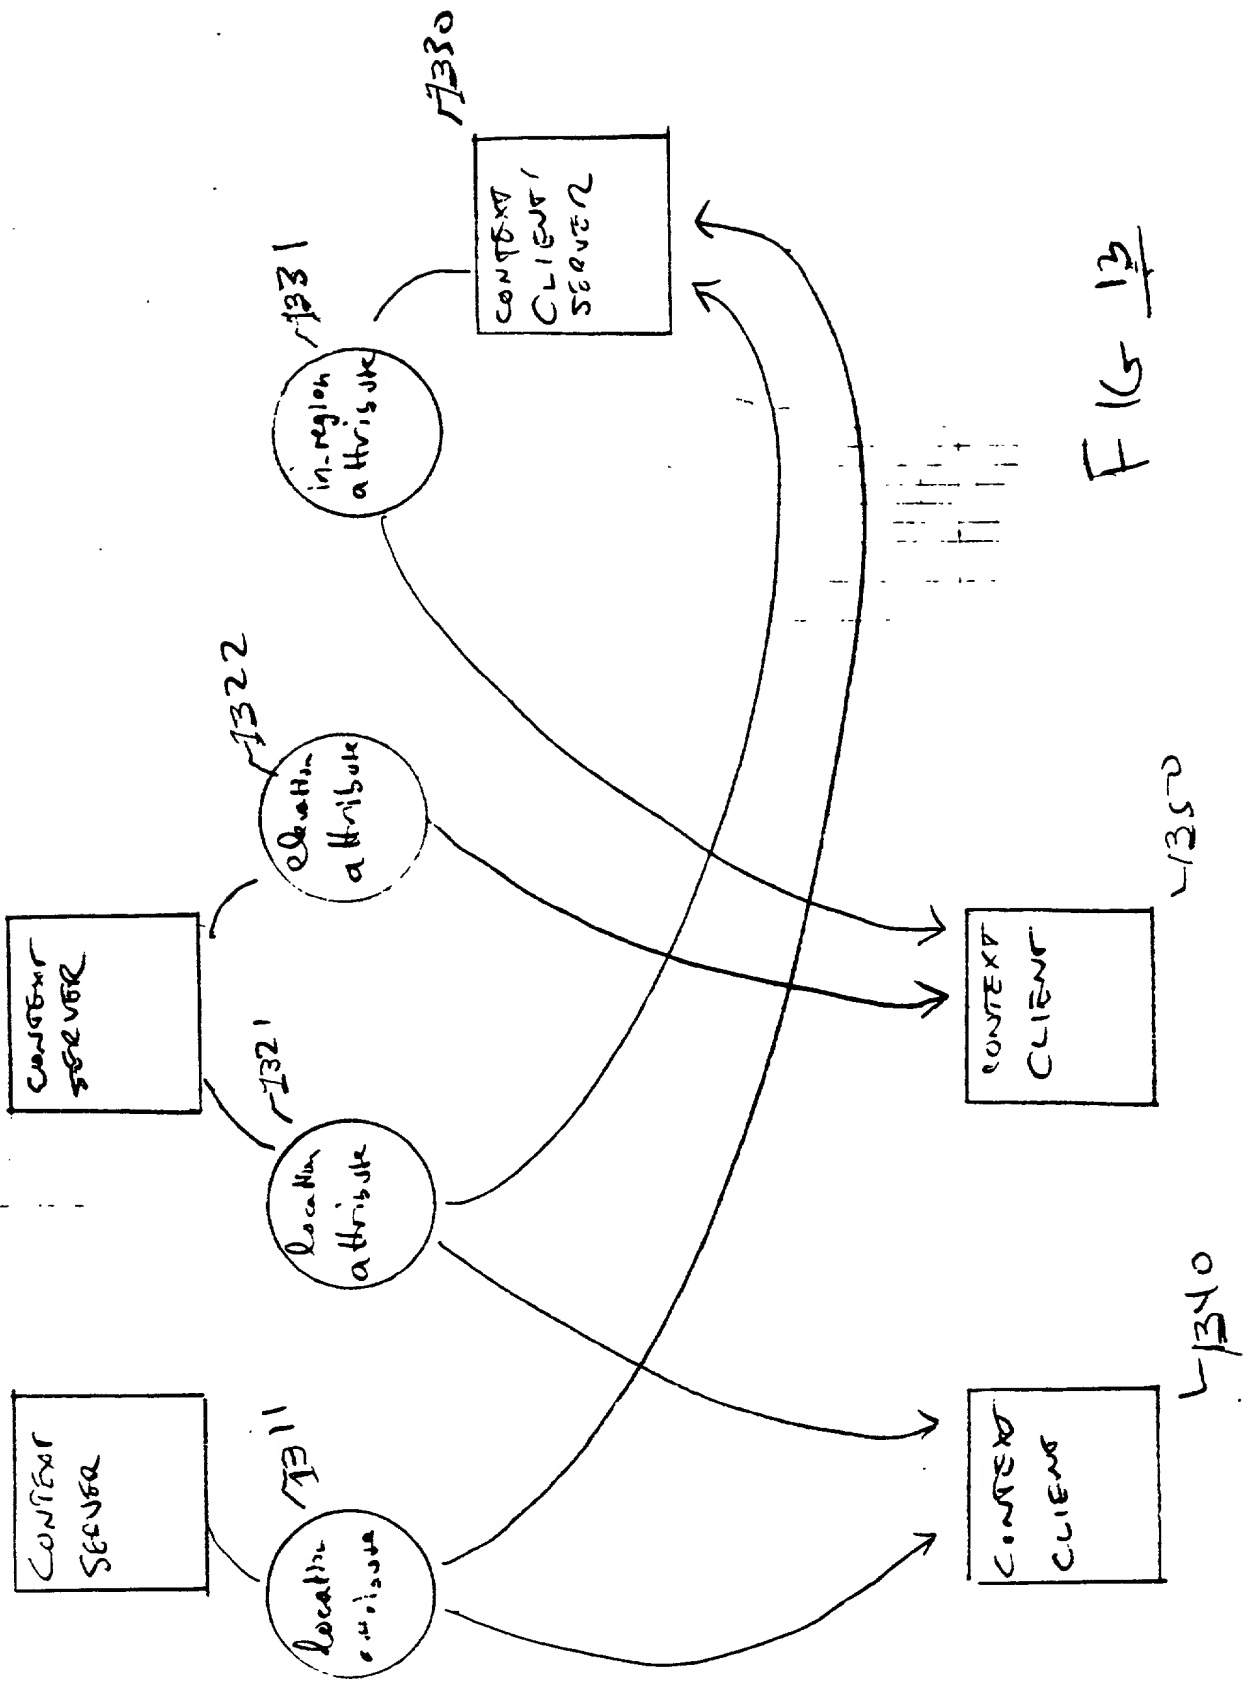 CONTEXT
SERVER
CONTEXT
SERVER
1311
location
attribute
1321
location
attribute
1322
elevation
attribute
1331
in-region
attribute
1330
CONTEXT
CLIENT/
SERVER
CONTEXT
CLIENT
1340
CONTEXT
CLIENT
1350
FIG 13